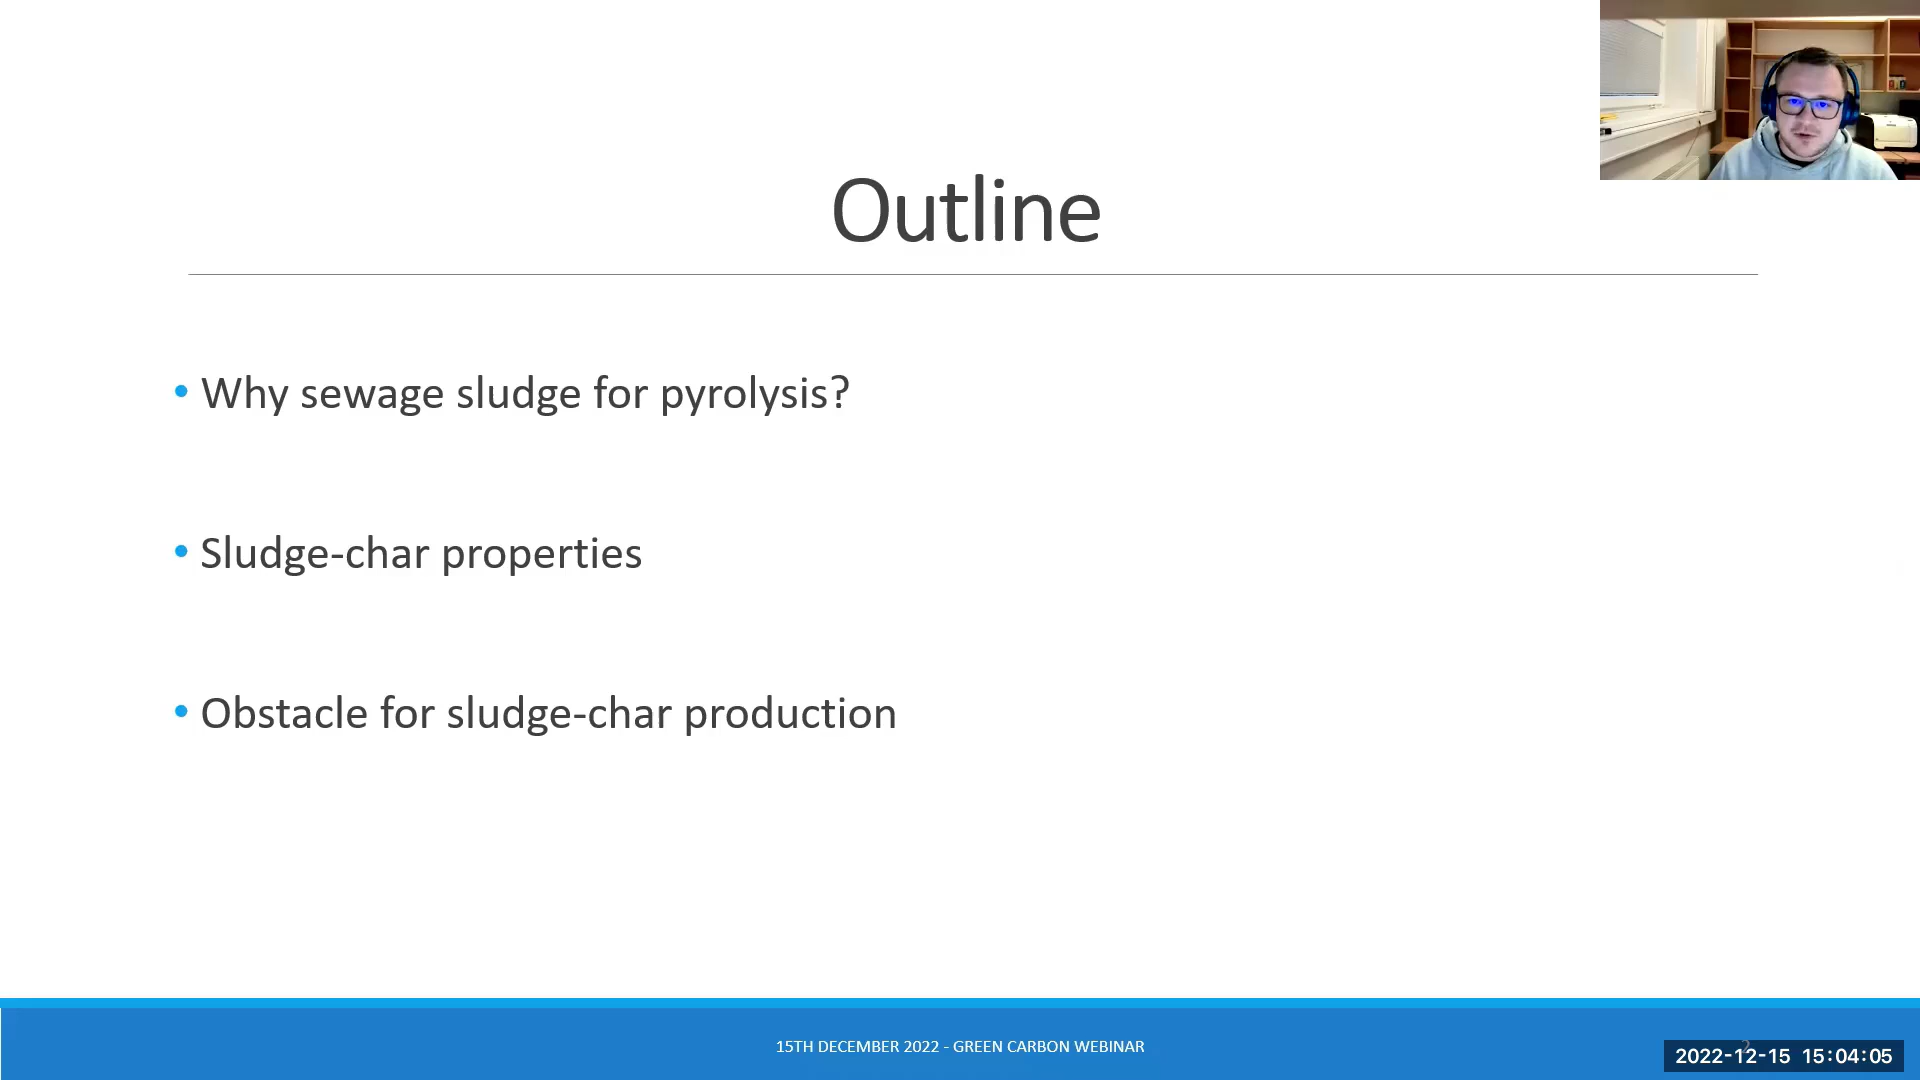 Outline
• Why sewage sludge for pyrolysis?
• Sludge-char properties
• Obstacle for sludge-char production
15TH DECEMBER 2022 - GREEN CARBON WEBINAR
2
2022-12-15 15:04:05